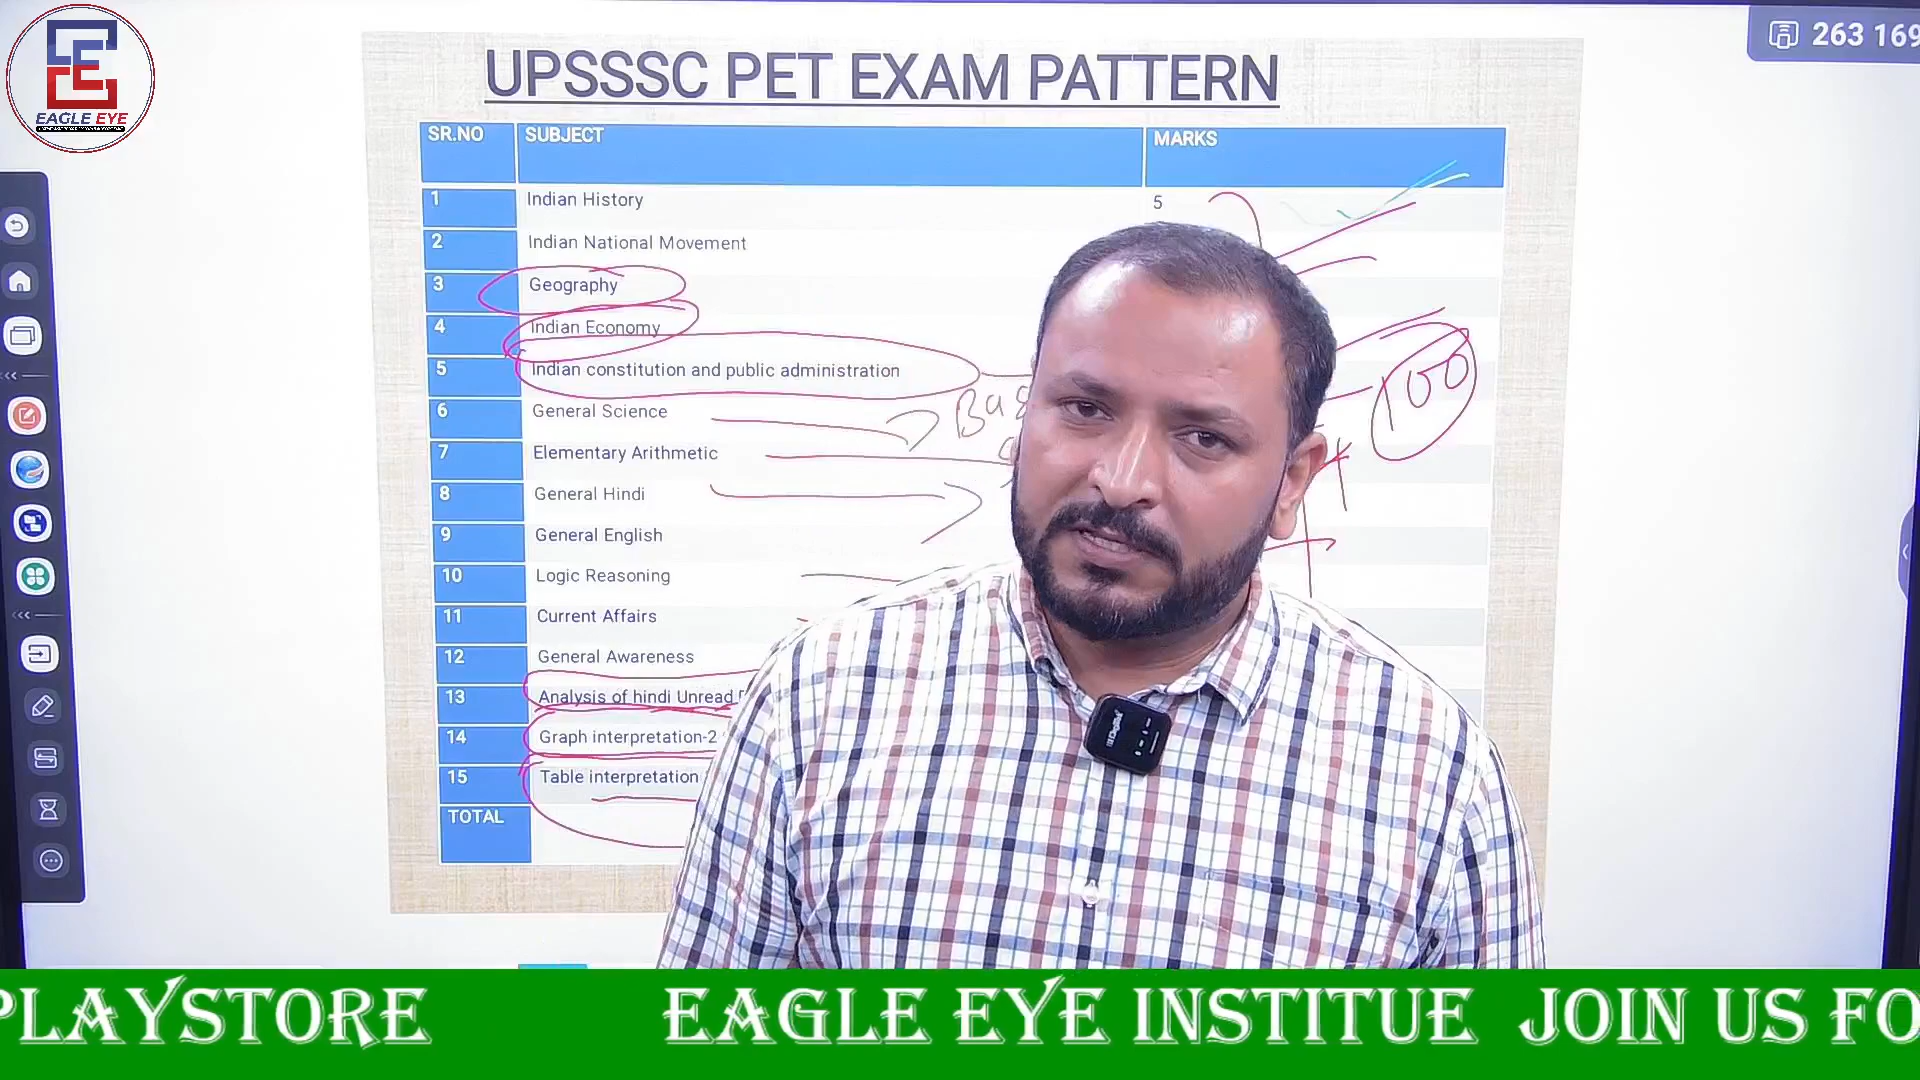 EAGLE EYE
263 169
UPSSSC PET EXAM PATTERN
SR.NO SUBJECT MARKS
1 Indian History 5
2 Indian National Movement
3 Geography
4 Indian Economy
5 Indian constitution and public administration
6 General Science
7 Elementary Arithmetic
8 General Hindi
9 General English
10 Logic Reasoning
11 Current Affairs
12 General Awareness
13 Analysis of hindi Unread
14 Graph interpretation-2
15 Table interpretation
TOTAL
100
PLAYSTORE EAGLE EYE INSTITUE JOIN US FO